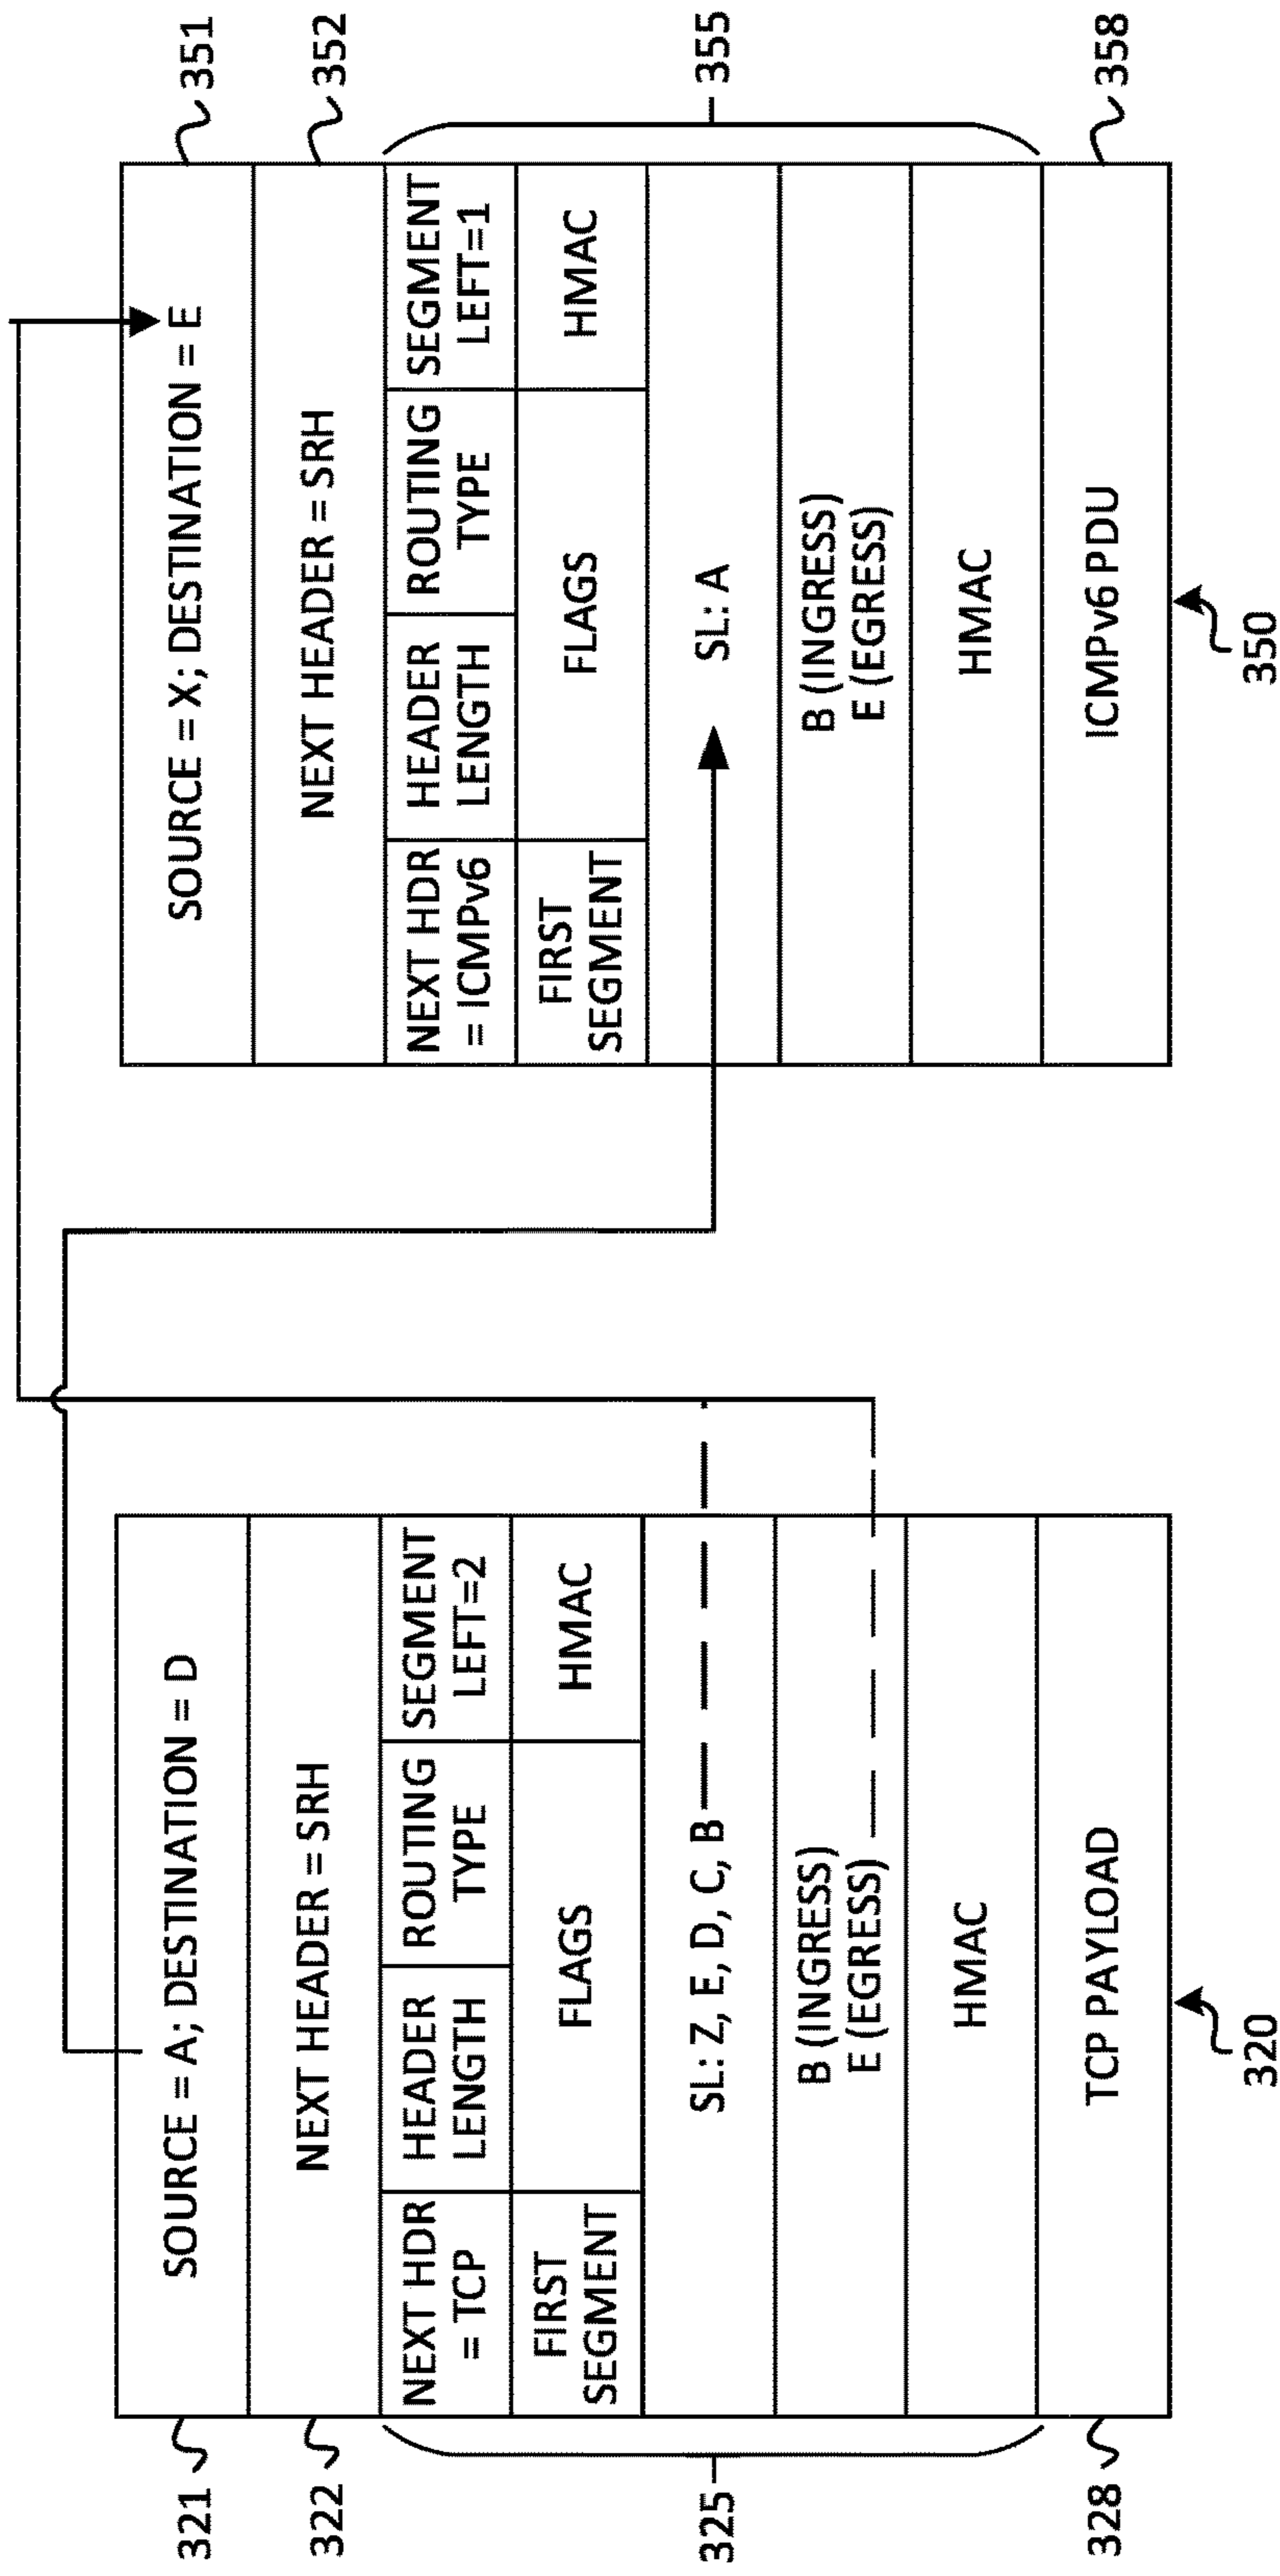 321
SOURCE = A; DESTINATION = D
322
NEXT HEADER = SRH
325
NEXT HDR
= TCP
HEADER
LENGTH
ROUTING
TYPE
SEGMENT
LEFT=2
FIRST
SEGMENT
FLAGS
HMAC
SL: Z, E, D, C, B
B (INGRESS)
E (EGRESS)
HMAC
328
TCP PAYLOAD
320
SOURCE = X; DESTINATION = E
351
NEXT HEADER = SRH
352
NEXT HDR
= ICMPv6
HEADER
LENGTH
ROUTING
TYPE
SEGMENT
LEFT=1
FIRST
SEGMENT
FLAGS
HMAC
355
SL: A
B (INGRESS)
E (EGRESS)
HMAC
ICMPv6 PDU
358
350